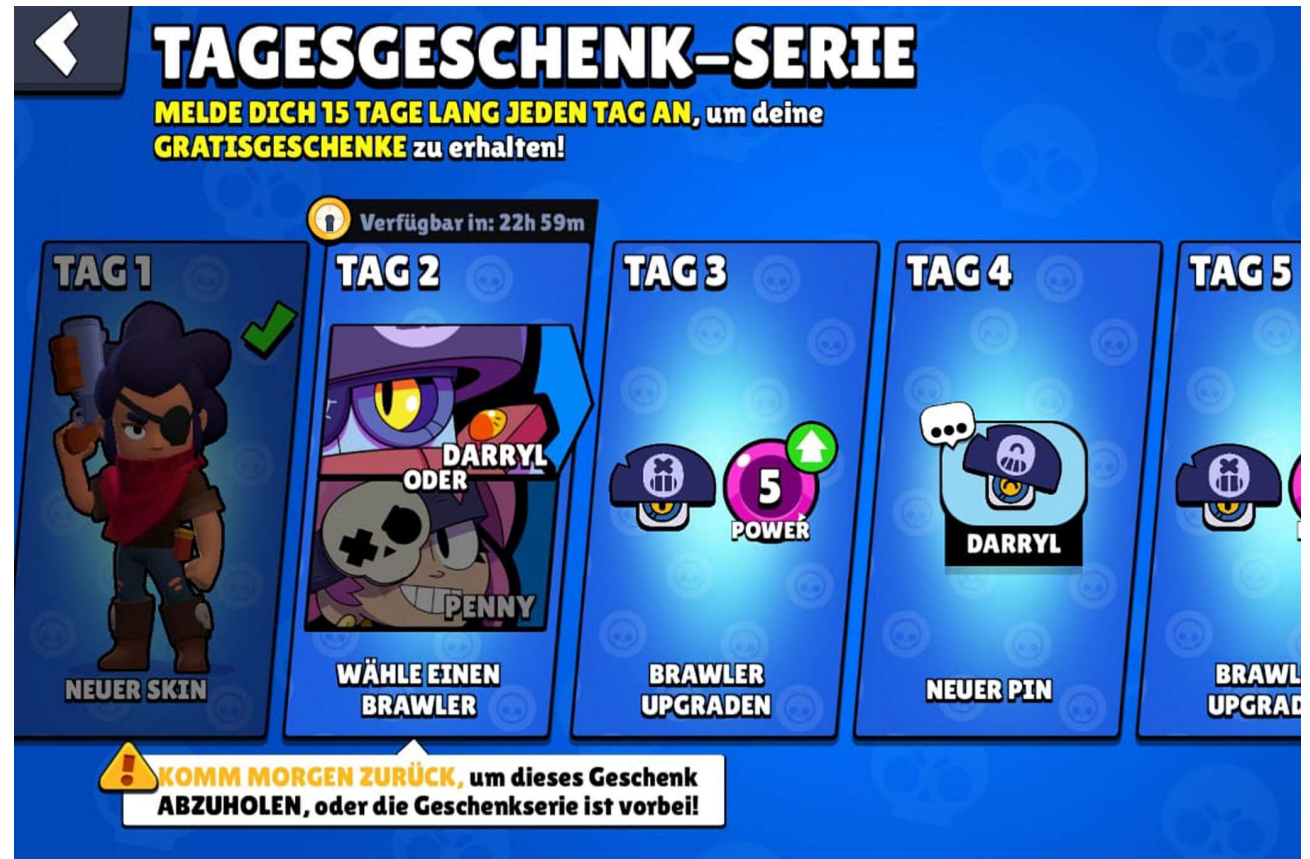 TAGESGESCHENK-SERIE
MELDE DICH 15 TAGE LANG JEDEN TAG AN, um deine
GRATISGESCHENKE zu erhalten!
Verfügbar in: 22h 59m
TAG 1
NEUER SKIN
TAG 2
DARRYL
ODER
PENNY
WÄHLE EINEN
BRAWLER
TAG 3
5
POWER
BRAWLER
UPGRADEN
TAG 4
DARRYL
NEUER PIN
TAG 5
BRAWL
UPGRAD
KOMM MORGEN ZURÜCK, um dieses Geschenk
ABZUHOLEN, oder die Geschenkserie ist vorbei!